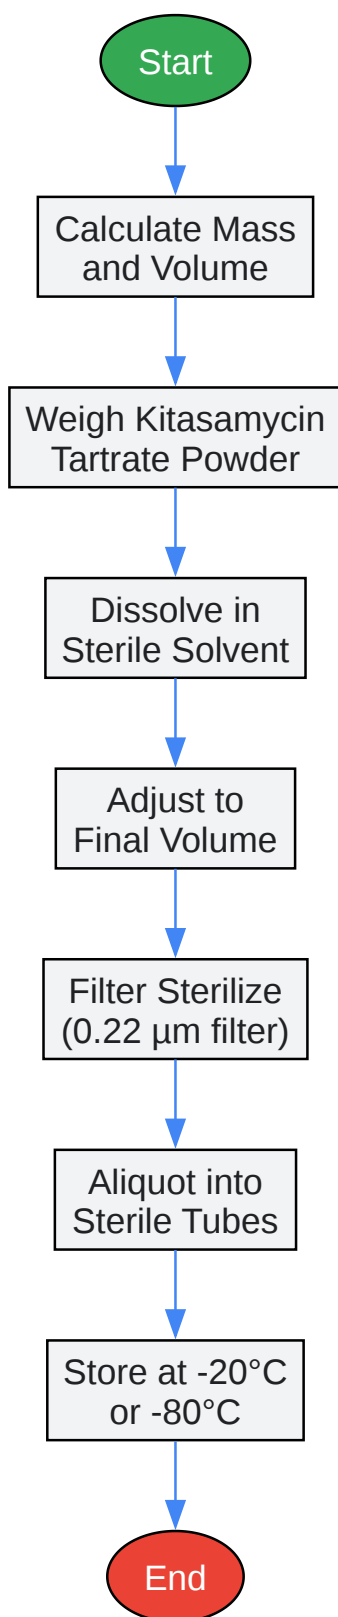 Start
Calculate Mass
and Volume
Weigh Kitasamycin
Tartrate Powder
Dissolve in
Sterile Solvent
Adjust to
Final Volume
Filter Sterilize
(0.22 µm filter)
Aliquot into
Sterile Tubes
Store at -20°C
or -80°C
End